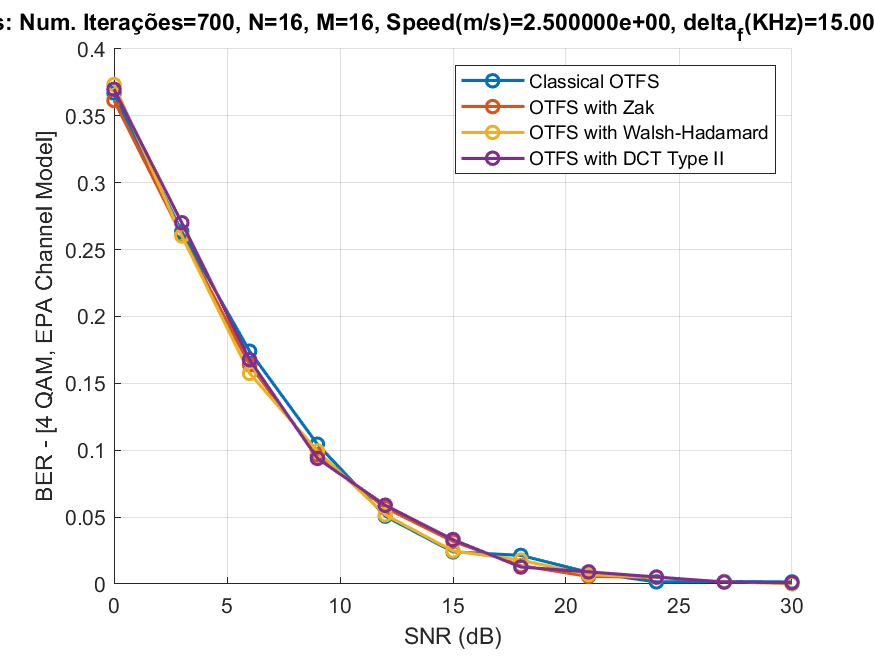 s: Num. Iterações=700, N=16, M=16, Speed(m/s)=2.500000e+00, delta_f(KHz)=15.00
0.4
0.35
0.3
0.25
0.2
0.15
0.1
0.05
0
BER - [4 QAM, EPA Channel Model]
Classical OTFS
OTFS with Zak
OTFS with Walsh-Hadamard
OTFS with DCT Type II
0 5 10 15 20 25 30
SNR (dB)